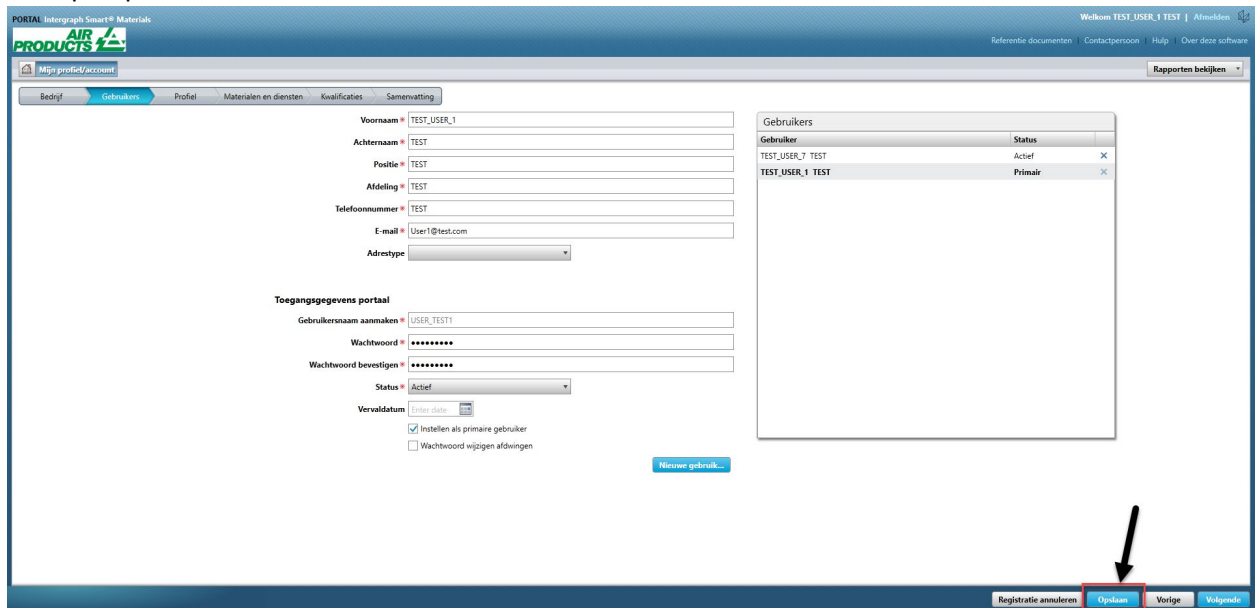 PORTAL Intergraph Smart® Materials
Welkom TEST_USER_1 TEST | Afmelden
AIR
PRODUCTS
Referentie documenten | Contactpersoon | Hulp | Over deze software
Mijn profiel/account
Rapporten bekijken
Bedrijf Gebruikers Profiel Materialen en diensten Kwalificaties Samenvatting
Voornaam * TEST_USER_1
Achternaam * TEST
Positie * TEST
Afdeling * TEST
Telefoonnummer * TEST
E-mail * User1@test.com
Adrestype
Toegangsgegevens portaal
Gebruikersnaam aanmaken * USER_TEST1
Wachtwoord * •••••••••
Wachtwoord bevestigen * •••••••••
Status * Actief
Vervaldatum Enter date
Instellen als primaire gebruiker
Wachtwoord wijzigen afdwingen
Nieuwe gebruik...
Gebruikers
Gebruiker Status
TEST_USER_7 TEST Actief
TEST_USER_1 TEST Primair
Registratie annuleren Opslaan Vorige Volgende